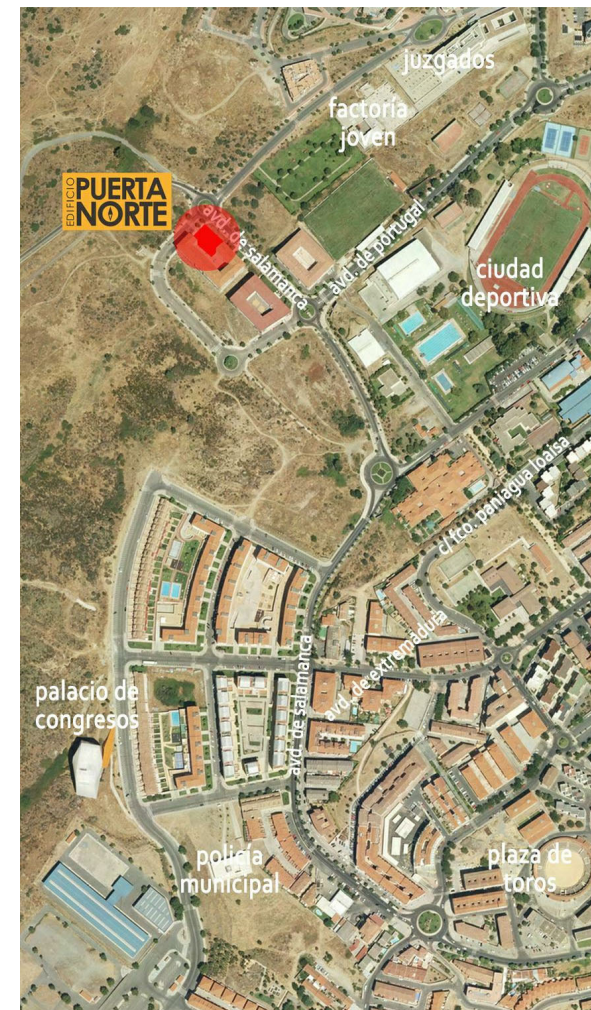 juzgados
factoría
joven
EDIFICIO
PUERTA
NORTE
avd. de salamanca
avd. de portugal
ciudad
deportiva
c/ fco. paniagua loaisa
avd. de extremadura
avd. de salamanca
palacio de
congresos
policía
municipal
plaza de
toros